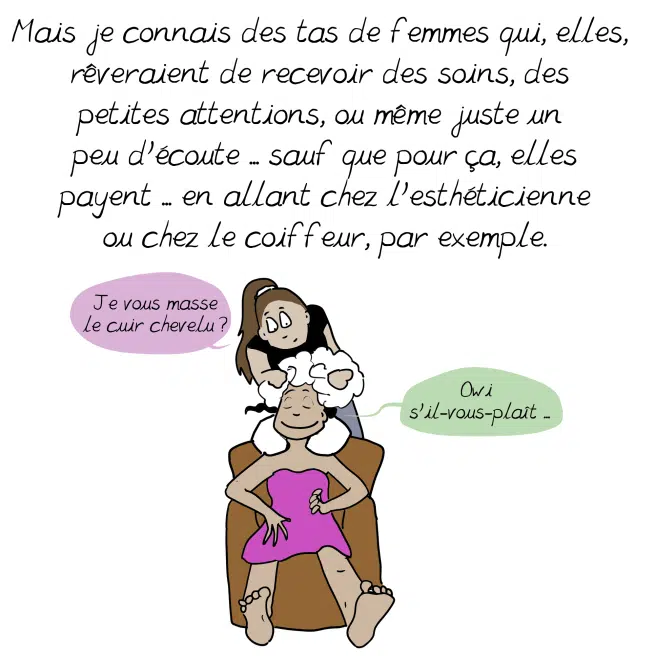 Mais je connais des tas de femmes qui, elles,
rêveraient de recevoir des soins, des
petites attentions, ou même juste un
peu d'écoute ... sauf que pour ça, elles
payent ... en allant chez l'esthéticienne
ou chez le coiffeur, par exemple.
Je vous masse
le cuir chevelu ?
Owi
s'il-vous-plaît ...